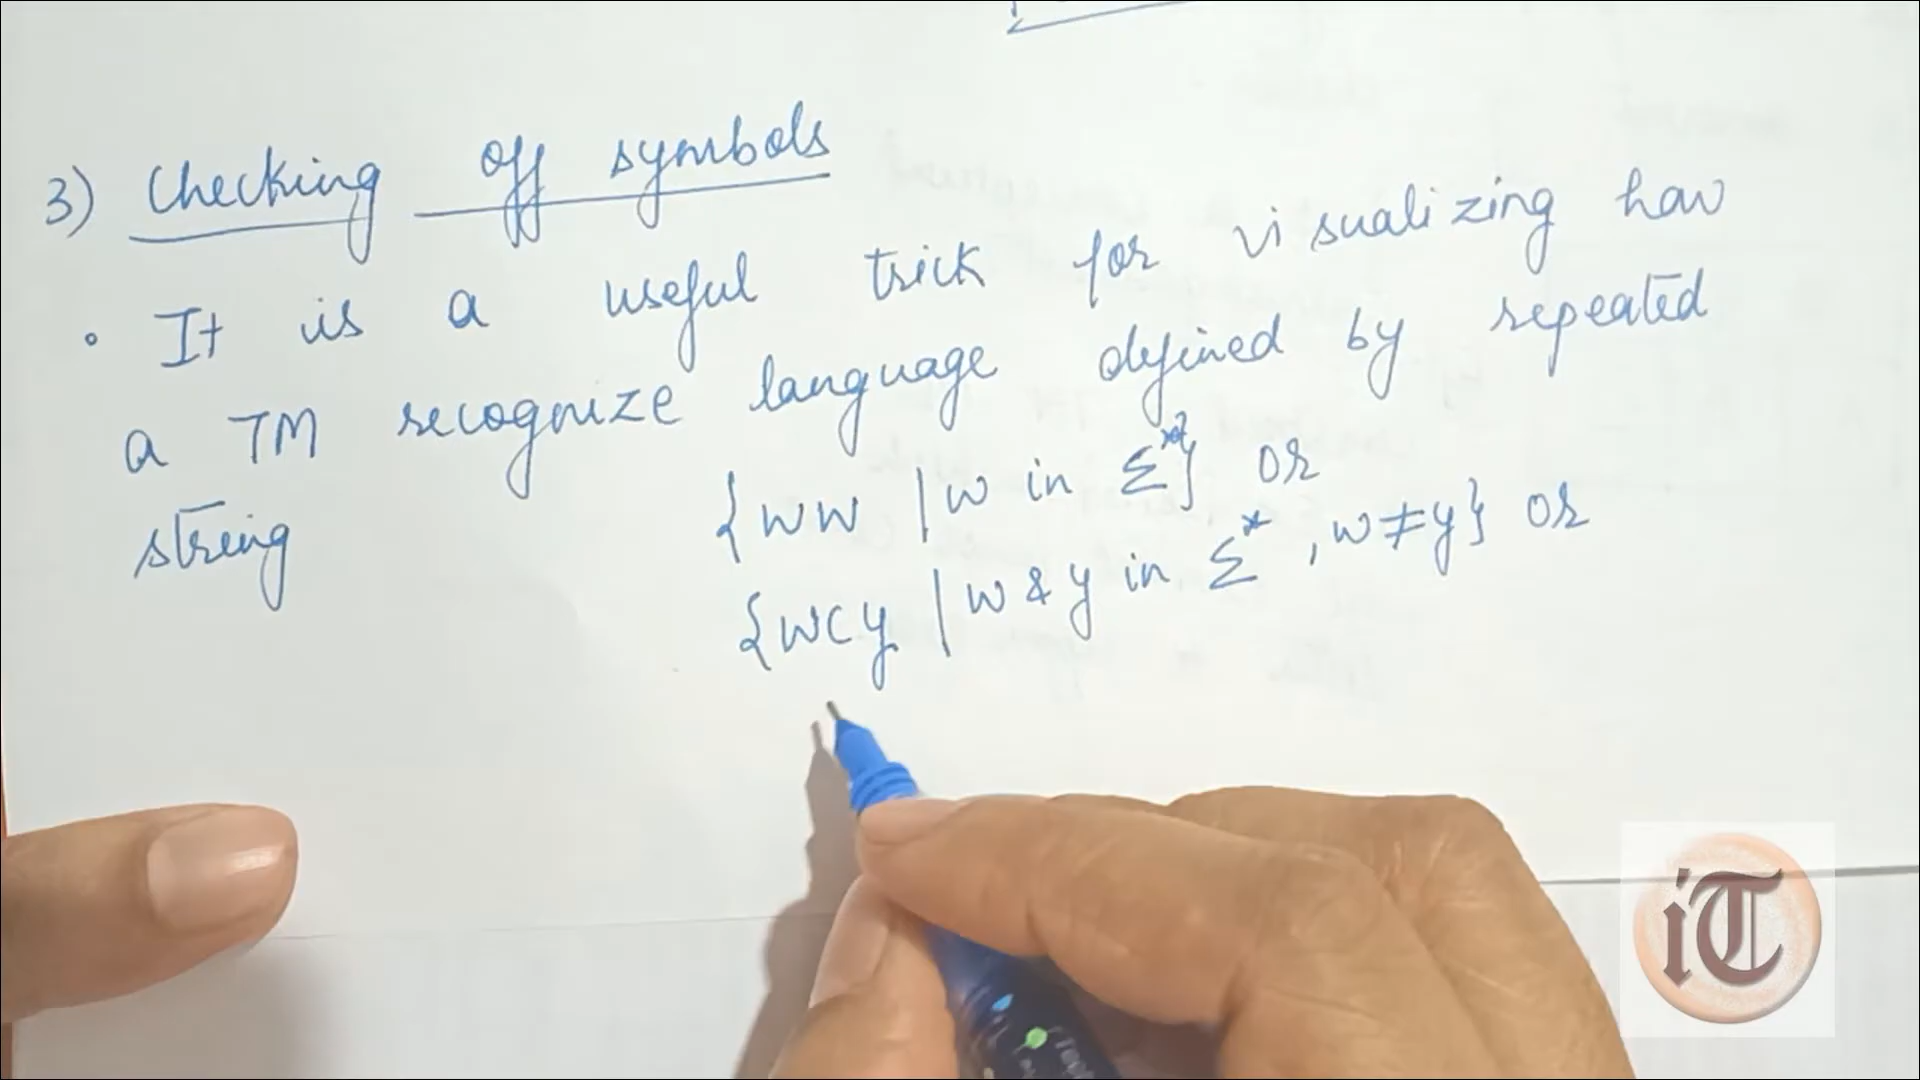 3) Checking off symbols
• It is a useful trick for visualizing how
a TM recognize language defined by repeated
string {ww | w in Σ*} or
{wcy | w & y in Σ*, w≠y} or
iT